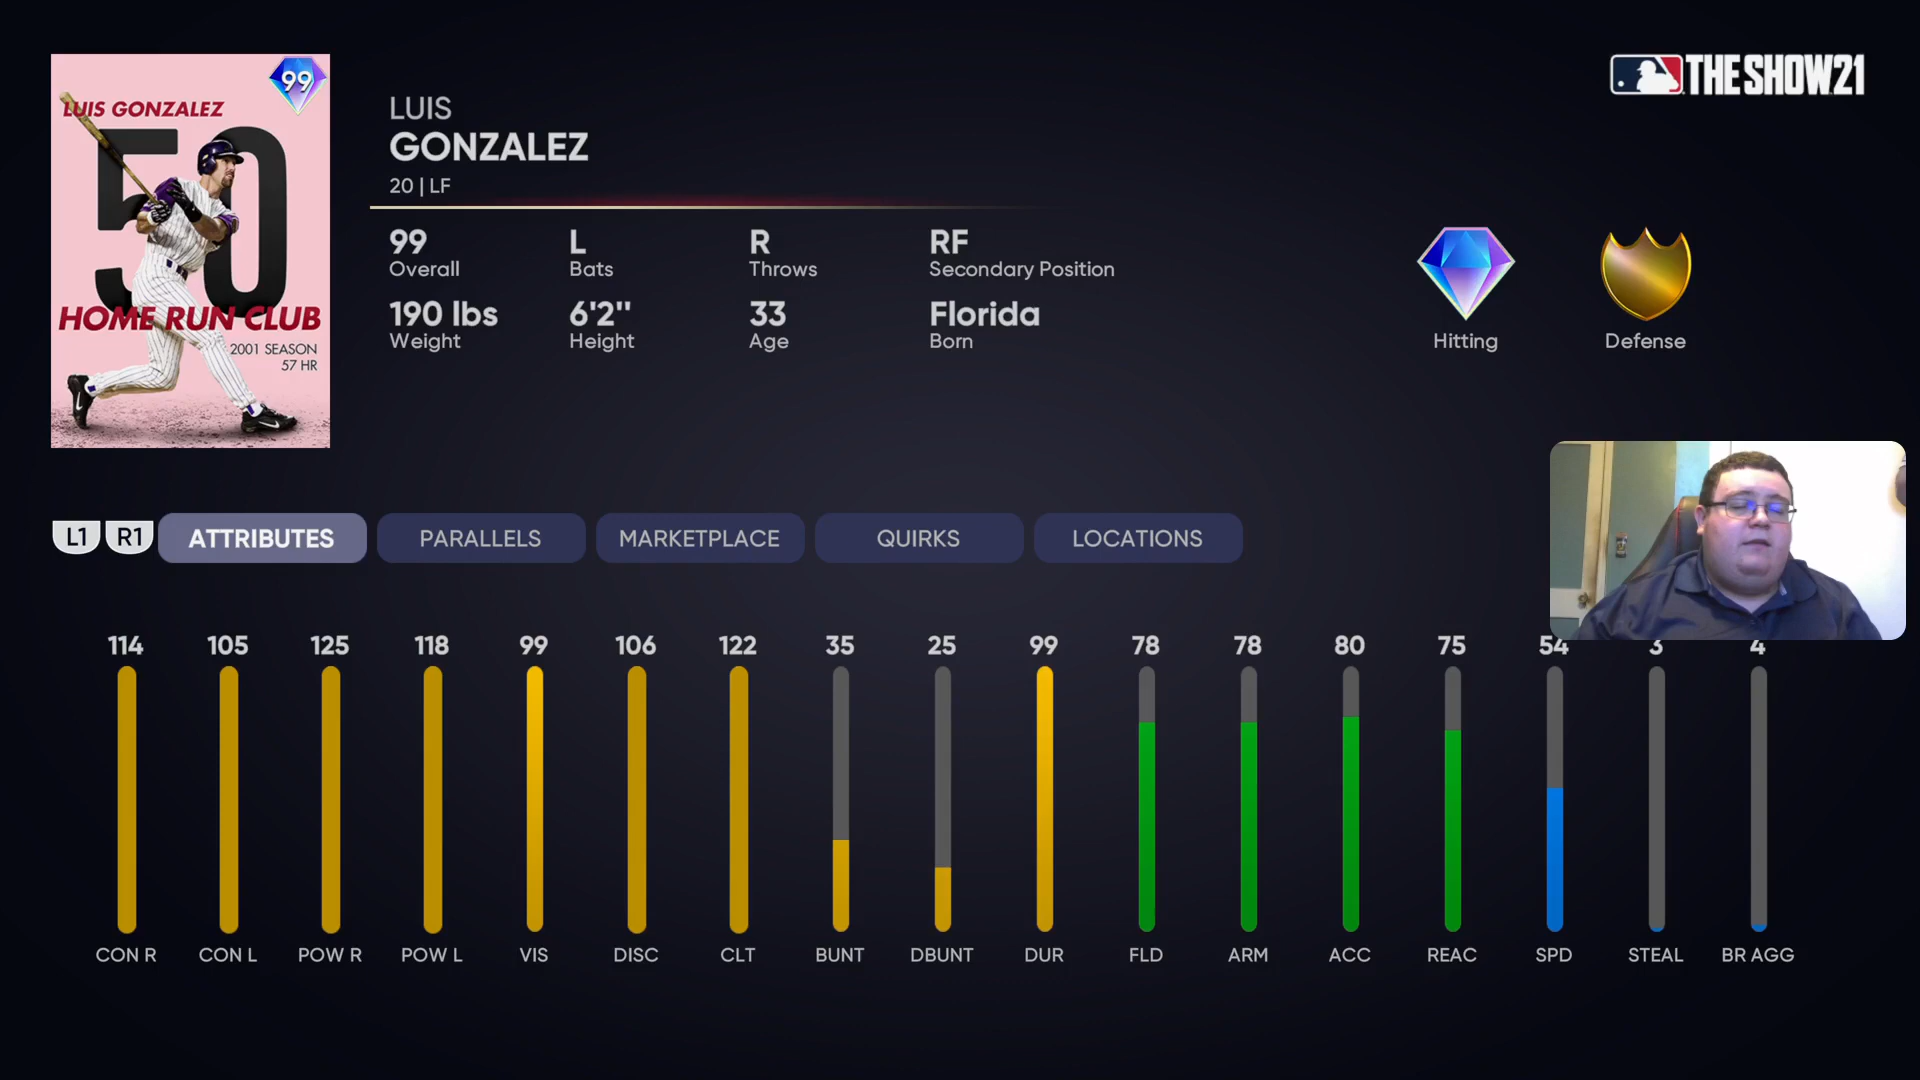 99
LUIS GONZALEZ
50
HOME RUN CLUB
2001 SEASON
57 HR
LUIS
GONZALEZ
20 | LF
99
Overall
L
Bats
R
Throws
RF
Secondary Position
190 lbs
Weight
6'2"
Height
33
Age
Florida
Born
THE SHOW 21
Hitting
Defense
L1 R1 ATTRIBUTES PARALLELS MARKETPLACE QUIRKS LOCATIONS
114 105 125 118 99 106 122 35 25 99 78 78 80 75 54 3 4
CON R CON L POW R POW L VIS DISC CLT BUNT DBUNT DUR FLD ARM ACC REAC SPD STEAL BR AGG